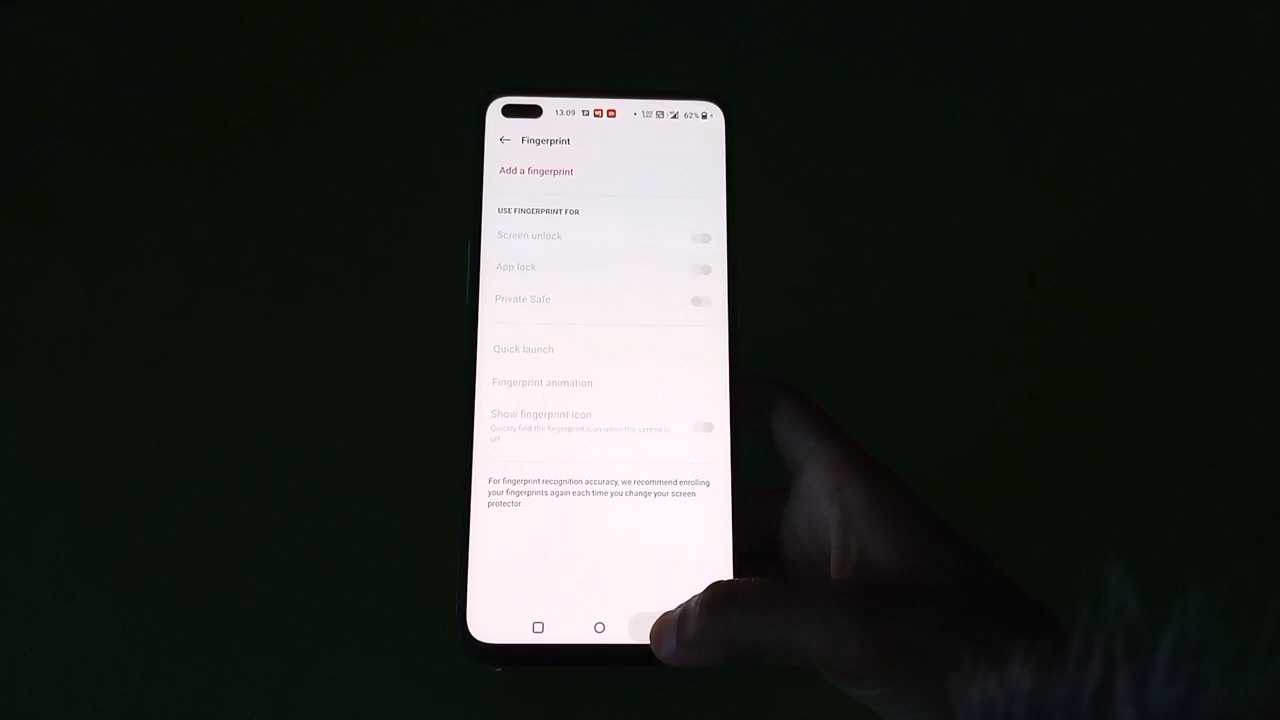 13:09 62%
Fingerprint
Add a fingerprint
USE FINGERPRINT FOR
Screen unlock
App lock
Private Safe
Quick launch
Fingerprint animation
Show fingerprint icon
Quickly find the fingerprint icon when the screen is
off
For fingerprint recognition accuracy, we recommend enrolling
your fingerprints again each time you change your screen
protector.